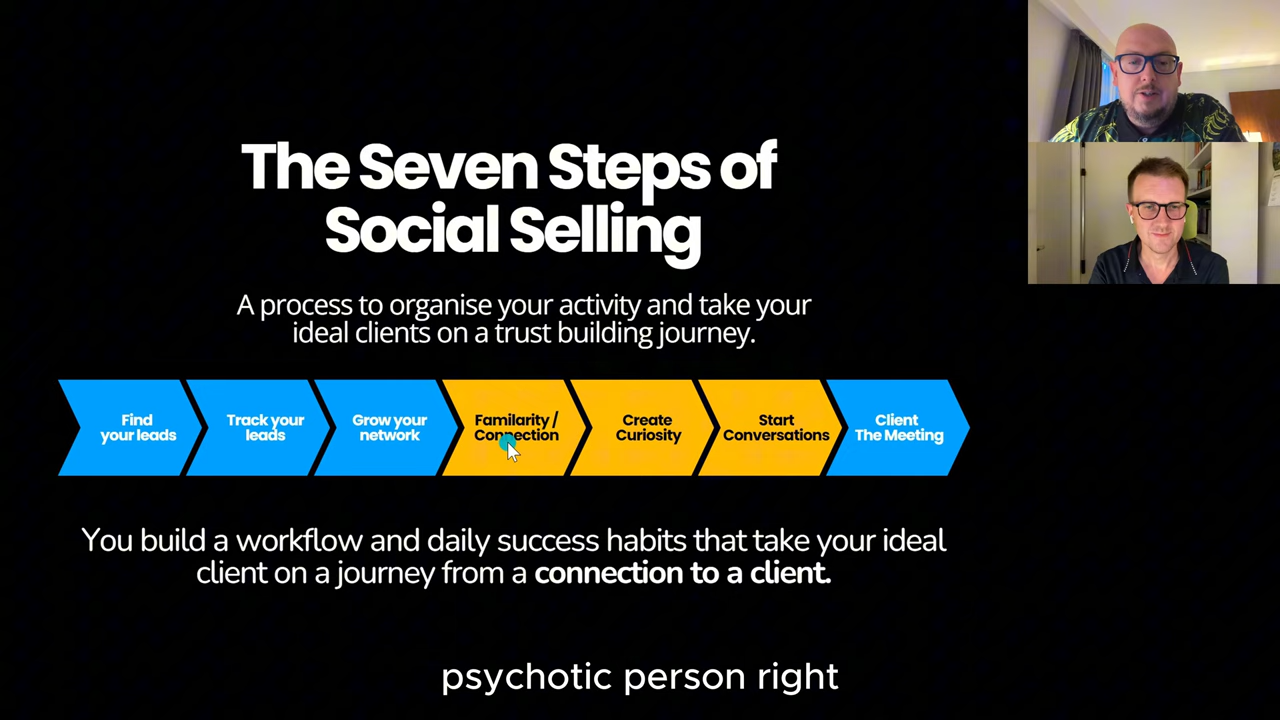 The Seven Steps of
Social Selling
A process to organise your activity and take your
ideal clients on a trust building journey.
Find
your leads
Track your
leads
Grow your
network
Familarity /
Connection
Create
Curiosity
Start
Conversations
Client
The Meeting
You build a workflow and daily success habits that take your ideal
client on a journey from a connection to a client.
psychotic person right